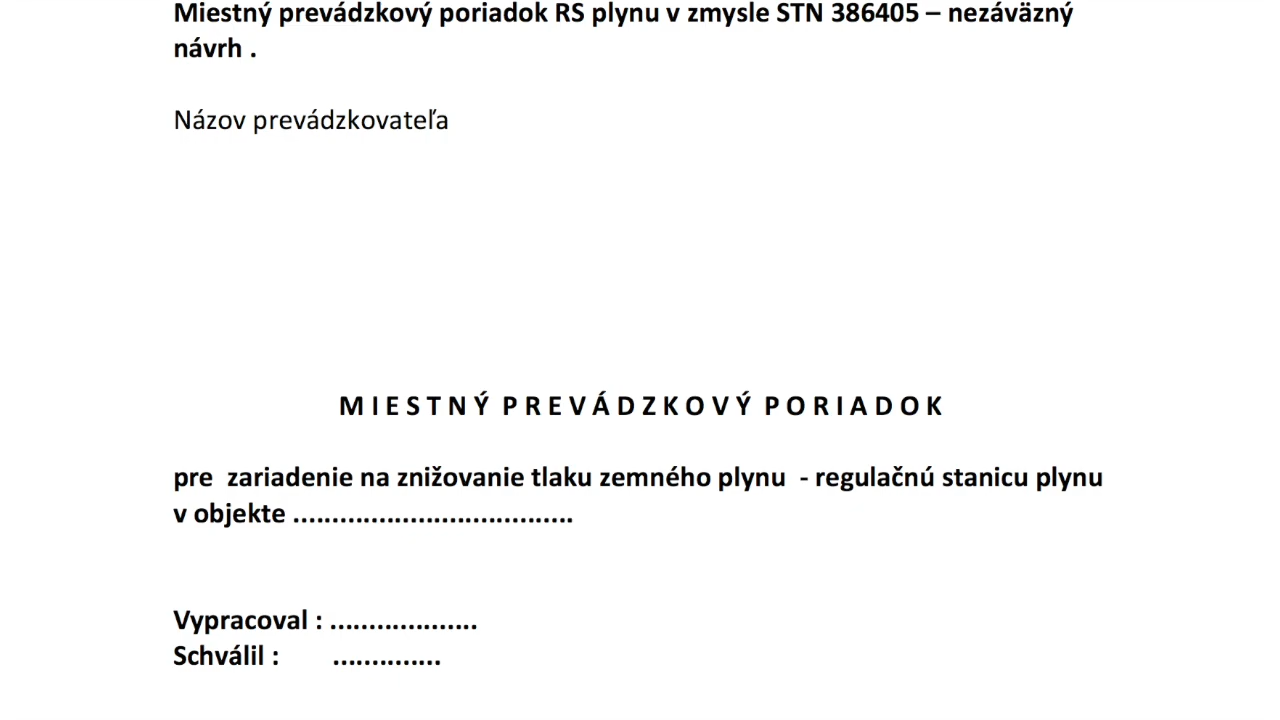 Miestný prevádzkový poriadok RS plynu v zmysle STN 386405 – nezáväzný
návrh .
Názov prevádzkovateľa
M I E S T N Ý P R E V Á D Z K O V Ý P O R I A D O K
pre zariadenie na znižovanie tlaku zemného plynu - regulačnú stanicu plynu
v objekte ....................................
Vypracoval : ...................
Schválil : ..............